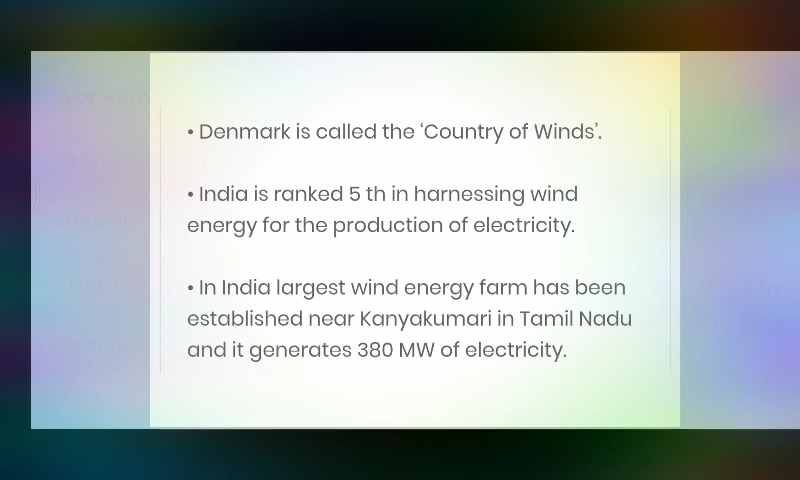 • Denmark is called the ‘Country of Winds’.
• India is ranked 5 th in harnessing wind
energy for the production of electricity.
• In India largest wind energy farm has been
established near Kanyakumari in Tamil Nadu
and it generates 380 MW of electricity.